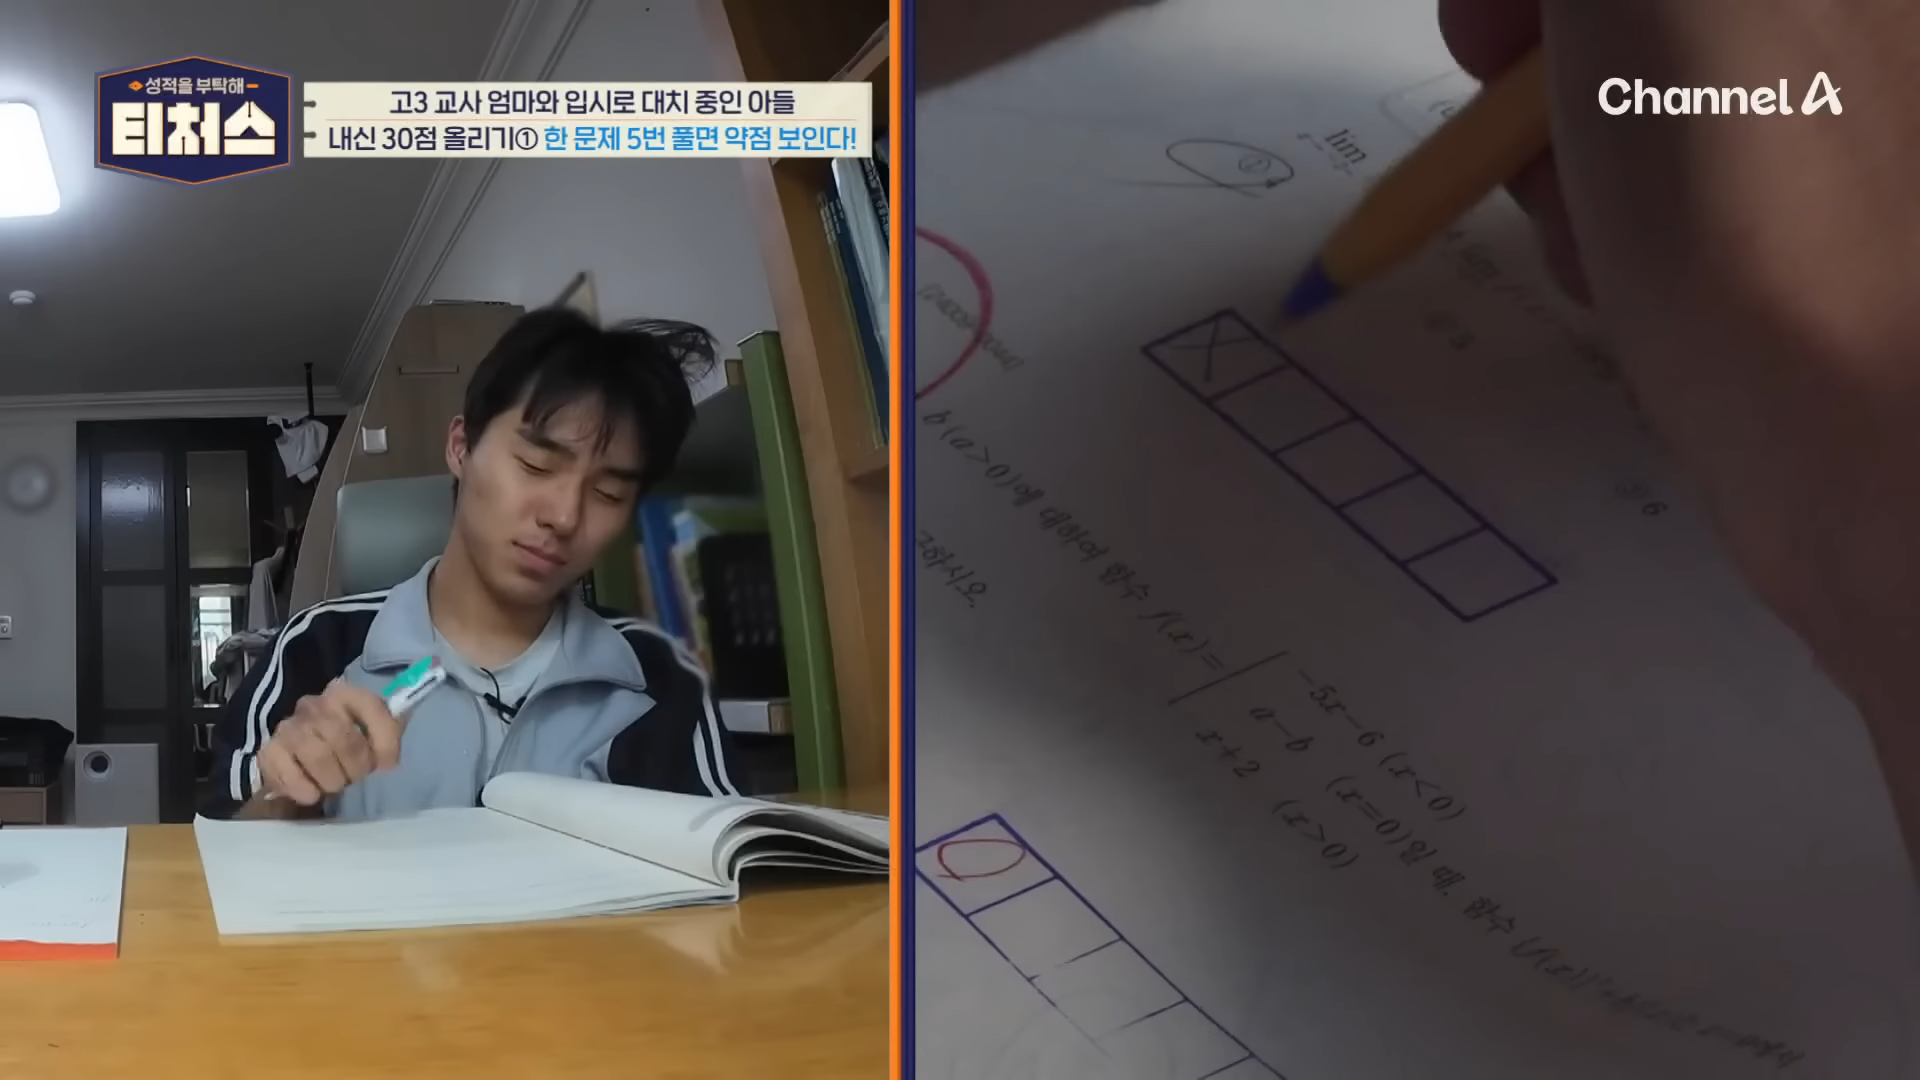 성적을 부탁해
티처스
고3 교사 엄마와 입시로 대치 중인 아들
내신 30점 올리기① 한 문제 5번 풀면 약점 보인다!
Channel A
lim
①
③ 6
b(a>0)에 대하여 함수 f(x)=
-5x-6 (x<0)
a-b (x=0)일 때, 함수
x+2 (x>0)
구하시오.